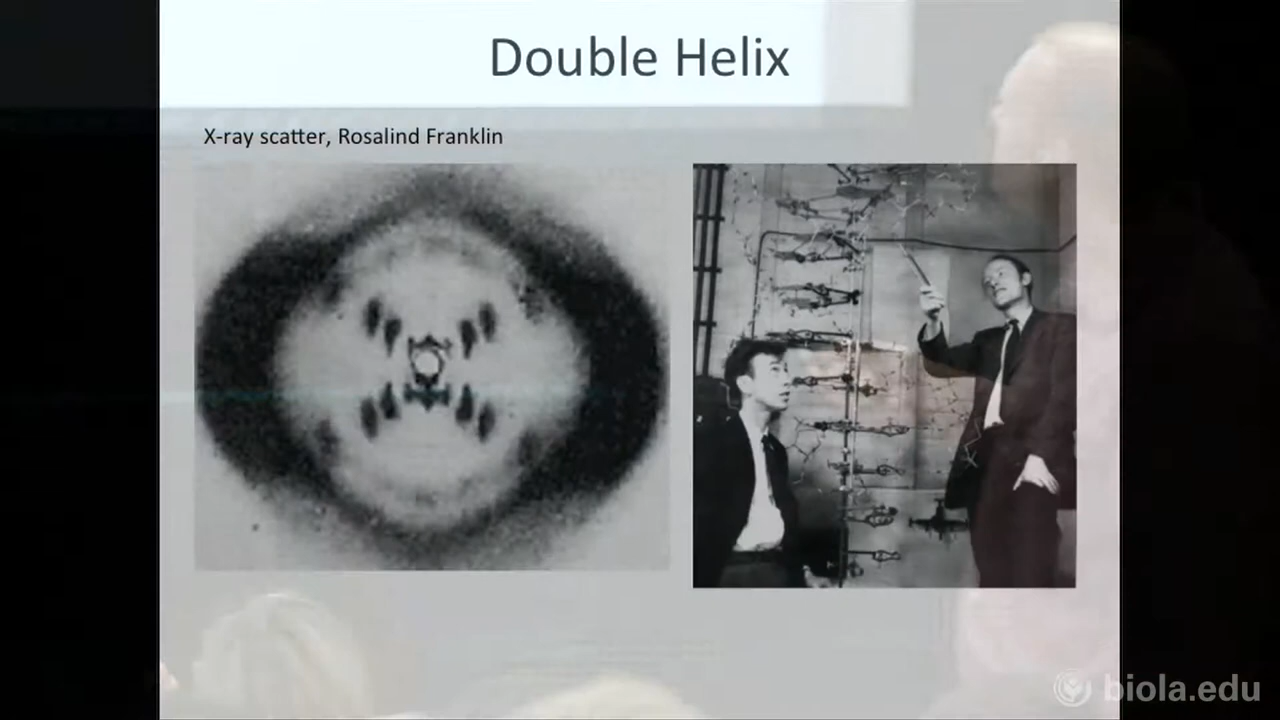 Double Helix
X-ray scatter, Rosalind Franklin
biola.edu